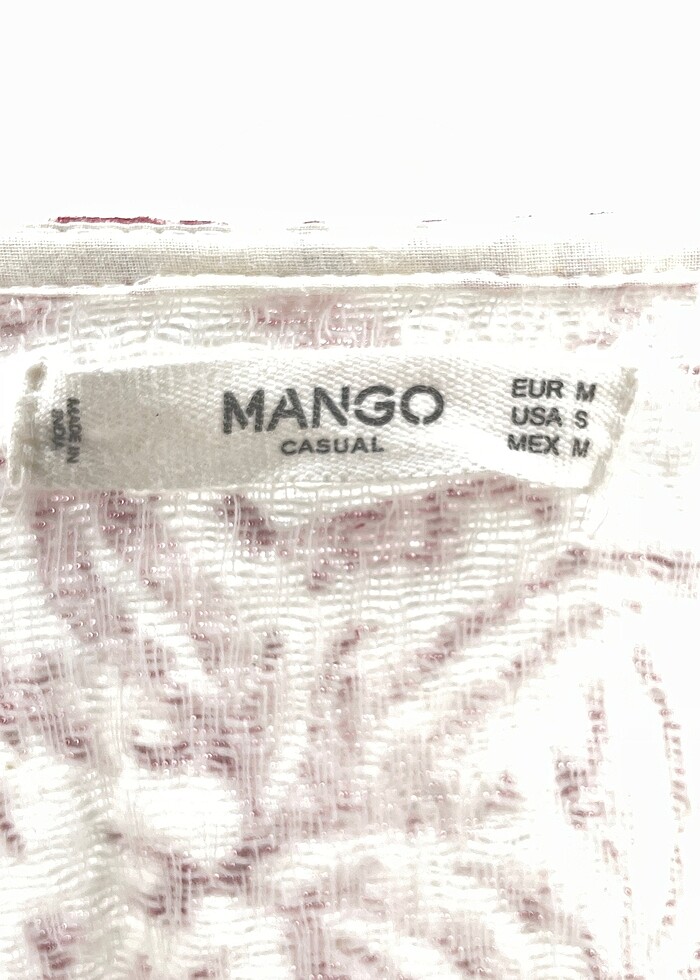 MADE IN
INDIA
MANGO
CASUAL
EUR M
USA S
MEX M